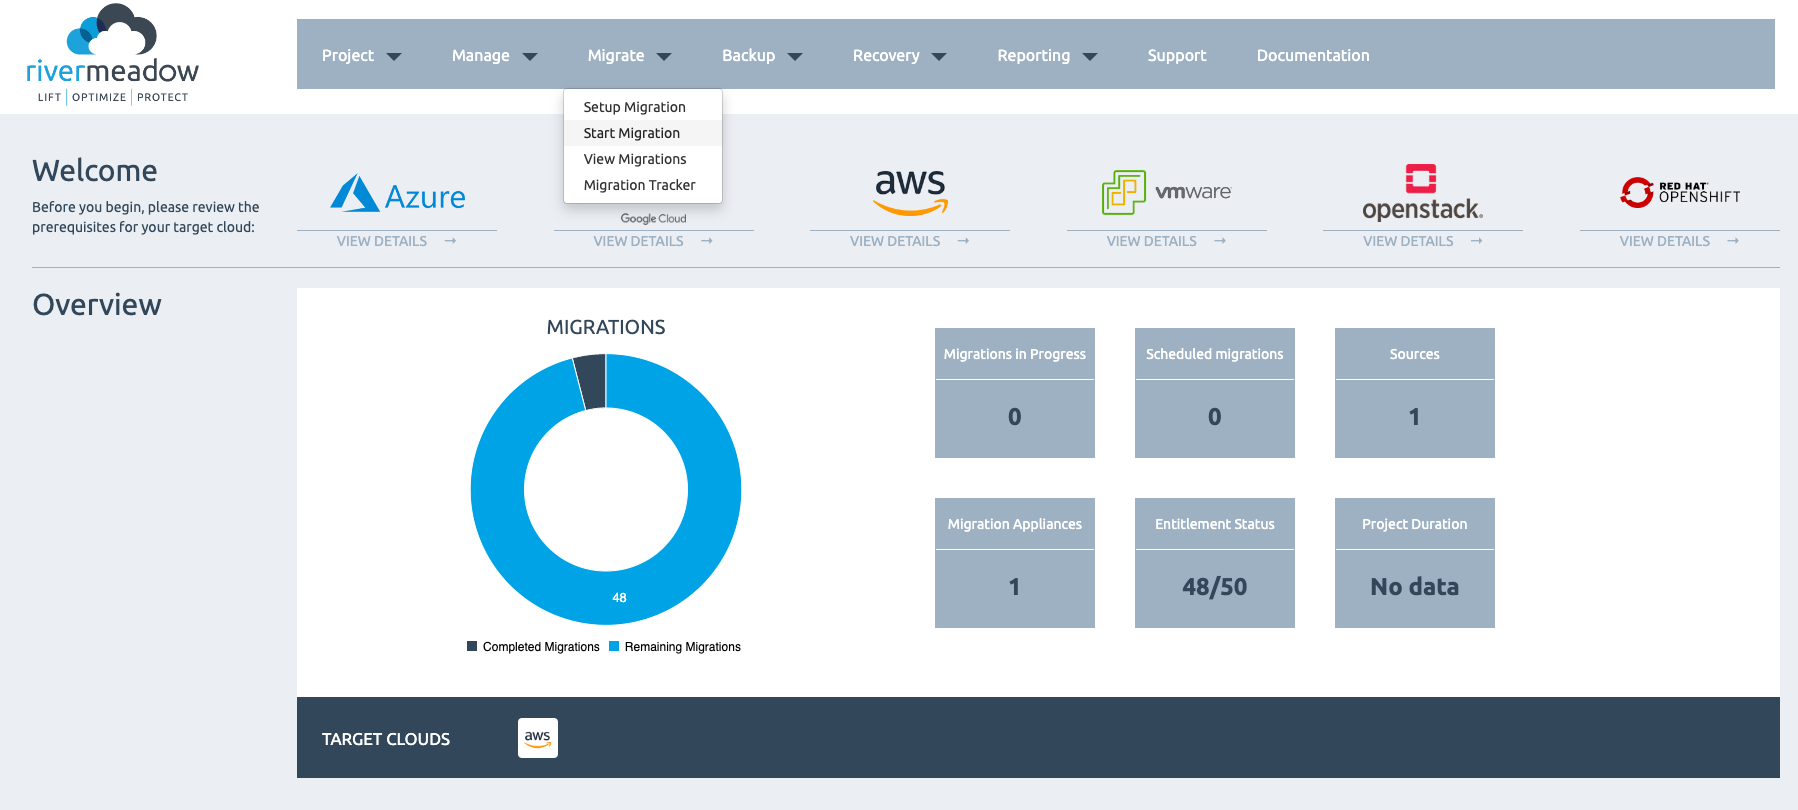 rivermeadow
LIFT | OPTIMIZE | PROTECT
Project Manage Migrate Backup Recovery Reporting Support Documentation
Setup Migration
Start Migration
View Migrations
Migration Tracker
Welcome
Before you begin, please review the
prerequisites for your target cloud:
Azure
VIEW DETAILS →
Google Cloud
VIEW DETAILS →
aws
VIEW DETAILS →
vmware
VIEW DETAILS →
openstack.
VIEW DETAILS →
RED HAT
OPENSHIFT
VIEW DETAILS →
Overview
MIGRATIONS
48
Completed Migrations Remaining Migrations
Migrations in Progress
0
Scheduled migrations
0
Sources
1
Migration Appliances
1
Entitlement Status
48/50
Project Duration
No data
TARGET CLOUDS
aws